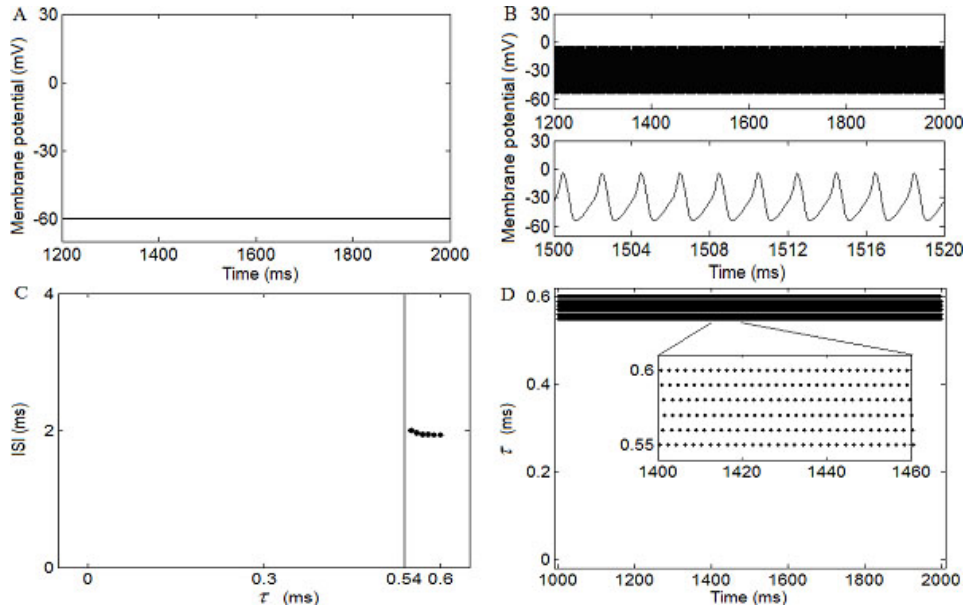 A
Membrane potential (mV)
30
0
-30
-60
1200 1400 1600 1800 2000
Time (ms)
B
Membrane potential (mV)
30
0
-30
-60
1200 1400 1600 1800 2000
30
0
-30
-60
1500 1504 1508 1512 1516 1520
Time (ms)
C
ISI (ms)
4
2
0
0 0.3 0.54 0.6
τ (ms)
D
τ (ms)
0.6
0.4
0.2
0
0.6
0.55
1400 1420 1440 1460
1000 1200 1400 1600 1800 2000
Time (ms)